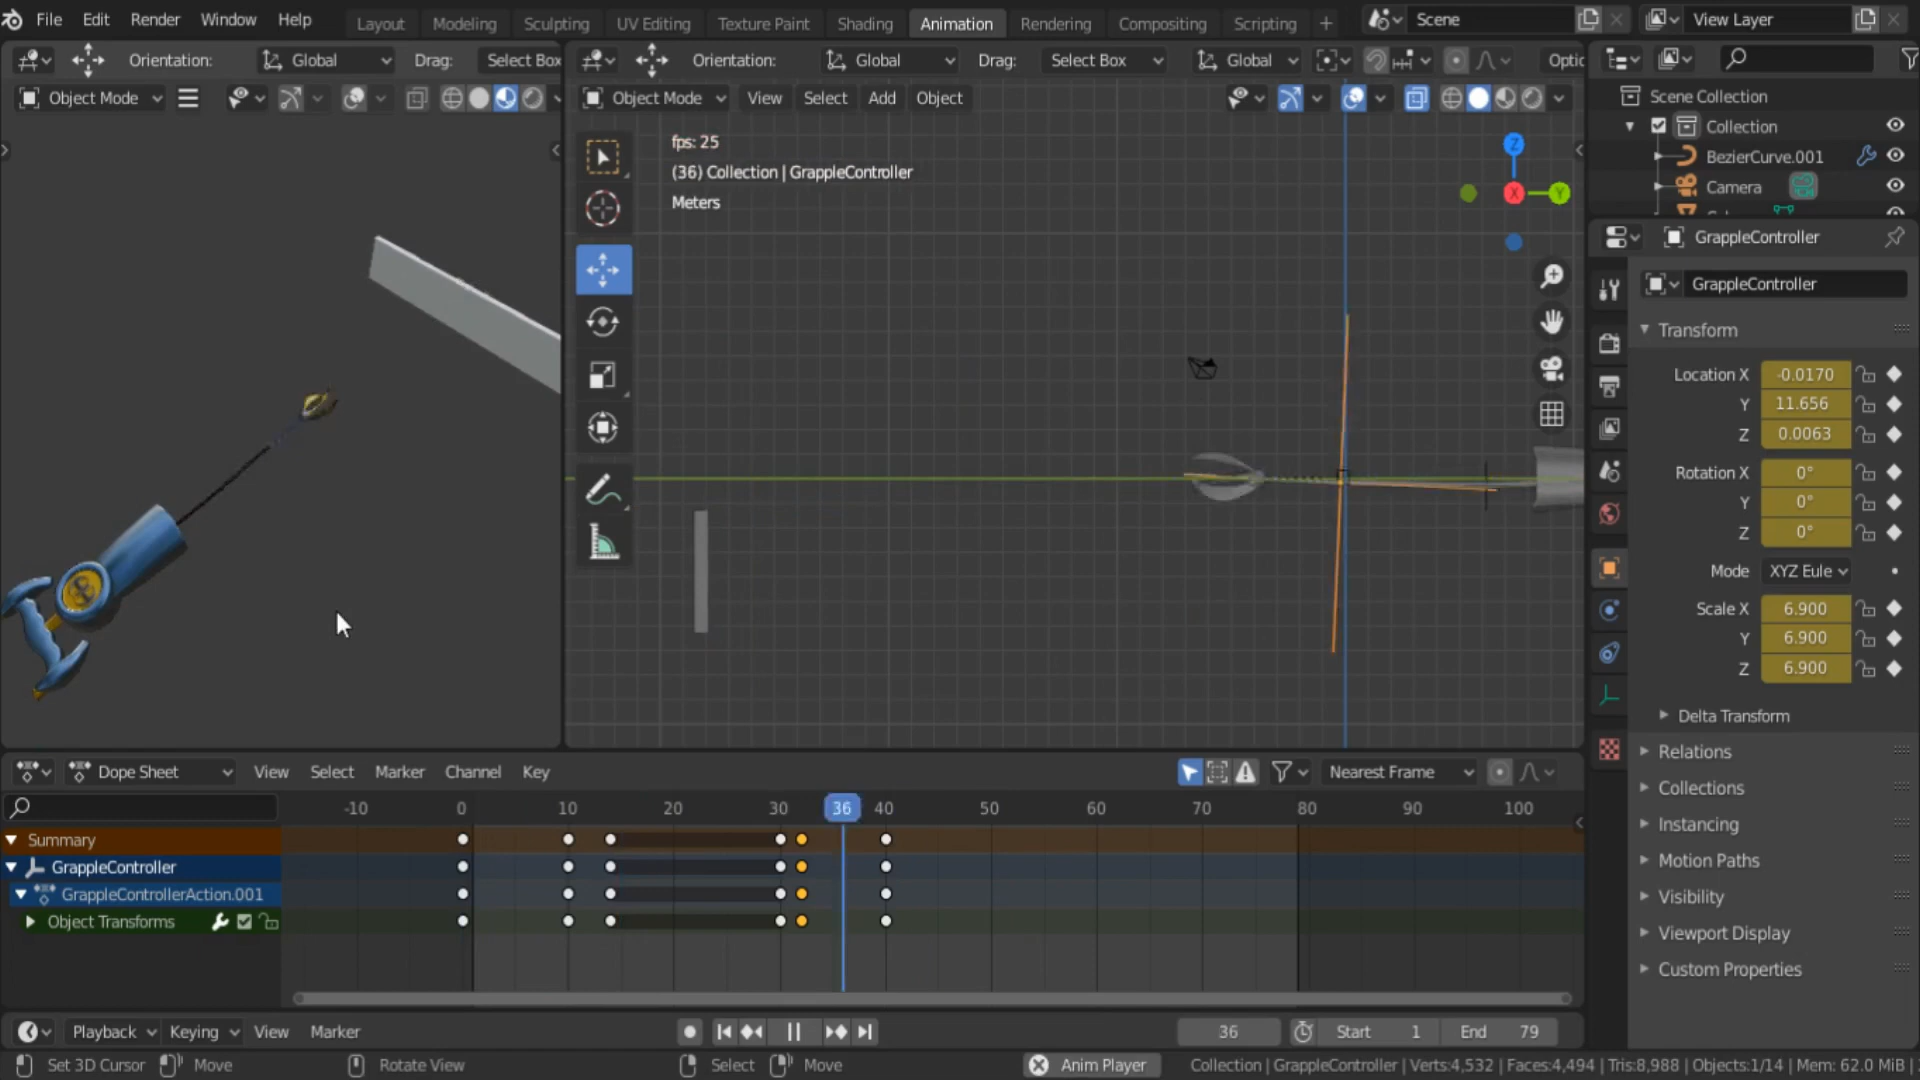 File Edit Render Window Help Layout Modeling Sculpting UV Editing Texture Paint Shading Animation Rendering Compositing Scripting + Scene View Layer
Orientation: Global Drag: Select Box Orientation: Global Drag: Select Box Global Optic
Object Mode Object Mode View Select Add Object
Scene Collection
Collection
BezierCurve.001
Camera
fps: 25
(36) Collection | GrappleController
Meters
Z
X
Y
GrappleController
GrappleController
Transform
Location X -0.0170
Y 11.656
Z 0.0063
Rotation X 0°
Y 0°
Z 0°
Mode XYZ Eule
Scale X 6.900
Y 6.900
Z 6.900
Delta Transform
Relations
Collections
Instancing
Motion Paths
Visibility
Viewport Display
Custom Properties
Dope Sheet View Select Marker Channel Key Nearest Frame
-10 0 10 20 30 36 40 50 60 70 80 90 100
Summary
GrappleController
GrappleControllerAction.001
Object Transforms
Playback Keying View Marker 36 Start 1 End 79
Set 3D Cursor Move Rotate View Select Move Anim Player Collection | GrappleController | Verts:4,532 | Faces:4,494 | Tris:8,988 | Objects:1/14 | Mem: 62.0 MiB |